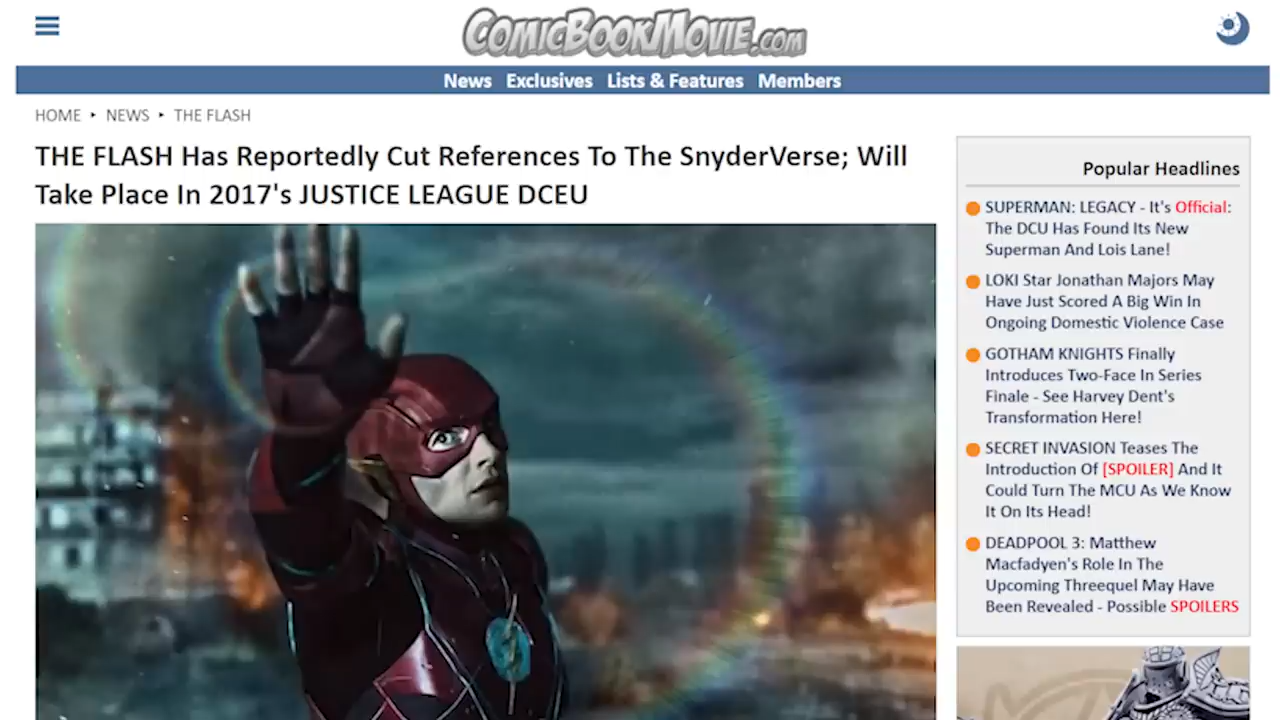 COMICBOOKMOVIE.COM
News Exclusives Lists & Features Members
HOME ‣ NEWS ‣ THE FLASH
THE FLASH Has Reportedly Cut References To The SnyderVerse; Will
Take Place In 2017's JUSTICE LEAGUE DCEU
Popular Headlines
SUPERMAN: LEGACY - It's Official:
The DCU Has Found Its New
Superman And Lois Lane!
LOKI Star Jonathan Majors May
Have Just Scored A Big Win In
Ongoing Domestic Violence Case
GOTHAM KNIGHTS Finally
Introduces Two-Face In Series
Finale - See Harvey Dent's
Transformation Here!
SECRET INVASION Teases The
Introduction Of [SPOILER] And It
Could Turn The MCU As We Know
It On Its Head!
DEADPOOL 3: Matthew
Macfadyen's Role In The
Upcoming Threequel May Have
Been Revealed - Possible SPOILERS